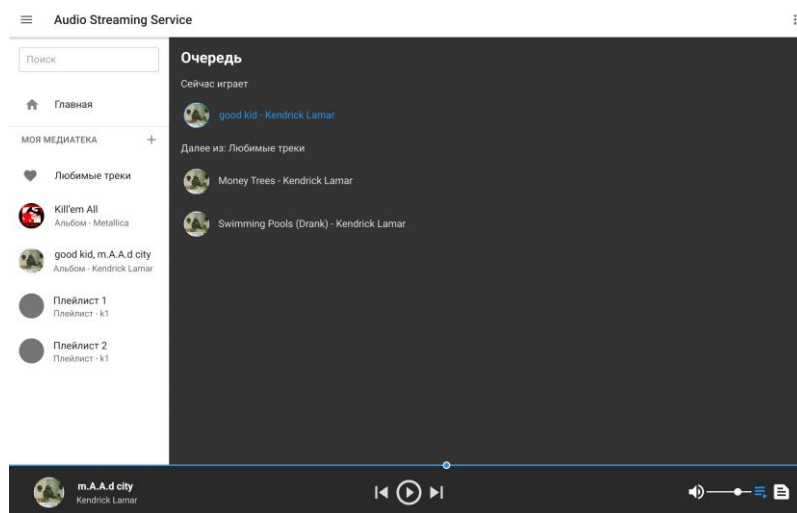 Audio Streaming Service
Поиск
Главная
МОЯ МЕДИАТЕКА
Любимые треки
Kill'em All
Альбом - Metallica
good kid, m.A.A.d city
Альбом - Kendrick Lamar
Плейлист 1
Плейлист - k1
Плейлист 2
Плейлист - k1
Очередь
Сейчас играет
good kid - Kendrick Lamar
Далее из: Любимые треки
Money Trees - Kendrick Lamar
Swimming Pools (Drank) - Kendrick Lamar
m.A.A.d city
Kendrick Lamar